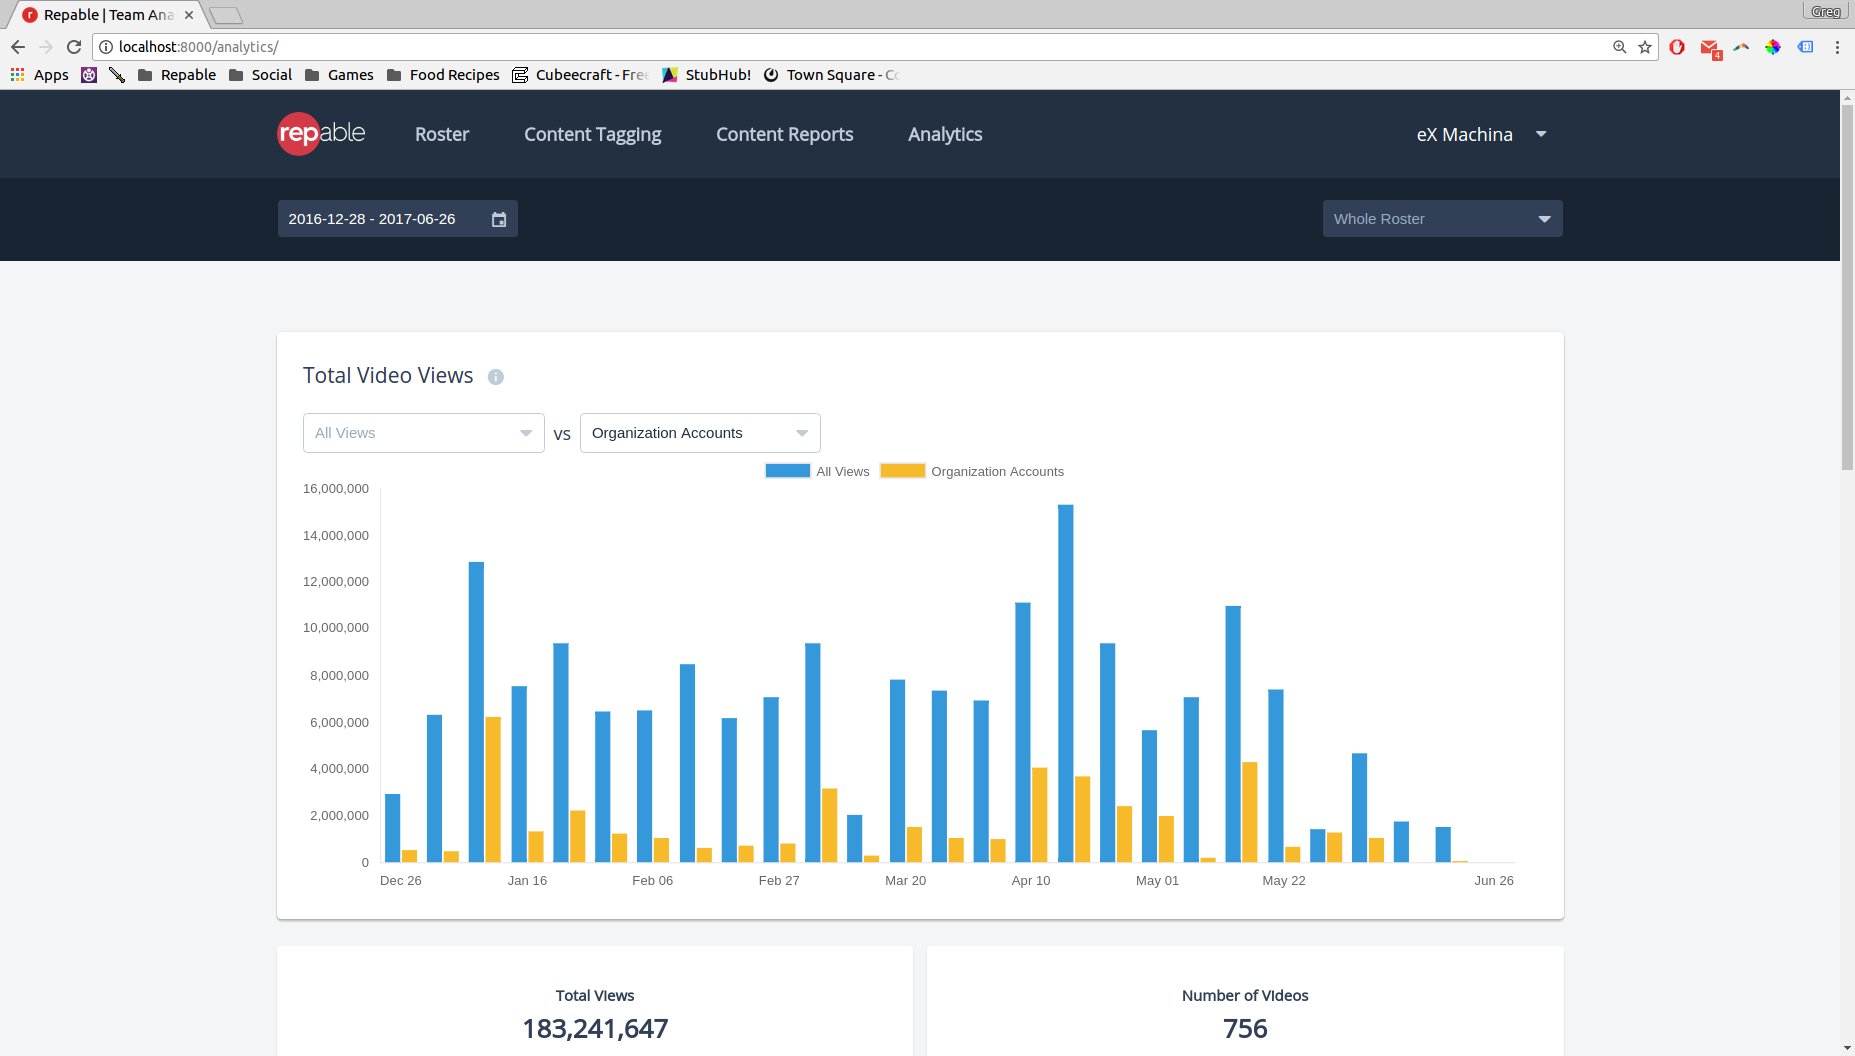 Repable | Team Ana
Greg
localhost:8000/analytics/
4
Apps Repable Social Games Food Recipes Cubeecraft - Free StubHub! Town Square - Co
repable Roster Content Tagging Content Reports Analytics eX Machina
2016-12-28 - 2017-06-26 Whole Roster
Total Video Views
All Views vs Organization Accounts
All Views Organization Accounts
16,000,000
14,000,000
12,000,000
10,000,000
8,000,000
6,000,000
4,000,000
2,000,000
0
Dec 26 Jan 16 Feb 06 Feb 27 Mar 20 Apr 10 May 01 May 22 Jun 26
Total Views
183,241,647
Number of Videos
756